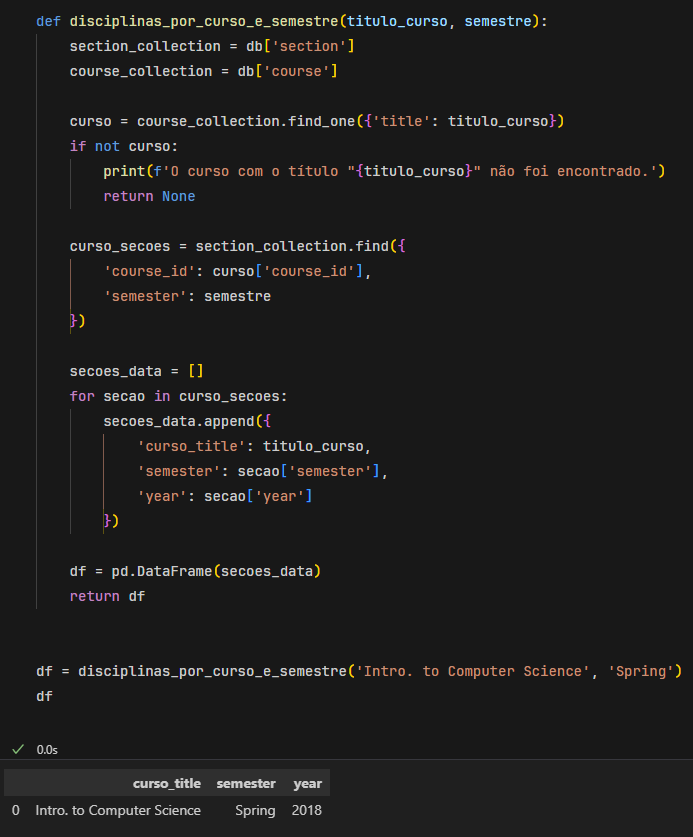 def disciplinas_por_curso_e_semestre(titulo_curso, semestre):
    section_collection = db['section']
    course_collection = db['course']

    curso = course_collection.find_one({'title': titulo_curso})
    if not curso:
        print(f'O curso com o título "{titulo_curso}" não foi encontrado.')
        return None

    curso_secoes = section_collection.find({
        'course_id': curso['course_id'],
        'semester': semestre
    })

    secoes_data = []
    for secao in curso_secoes:
        secoes_data.append({
            'curso_title': titulo_curso,
            'semester': secao['semester'],
            'year': secao['year']
        })

    df = pd.DataFrame(secoes_data)
    return df


df = disciplinas_por_curso_e_semestre('Intro. to Computer Science', 'Spring')
df

✓ 0.0s
curso_title semester year
0 Intro. to Computer Science Spring 2018